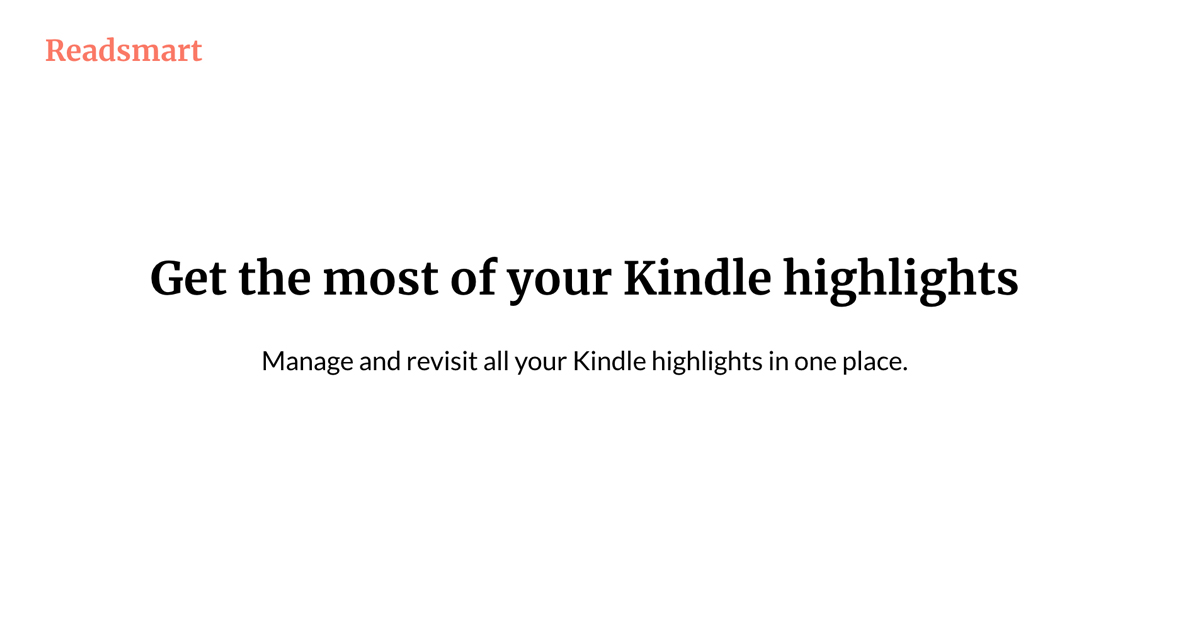 Readsmart
Get the most of your Kindle highlights
Manage and revisit all your Kindle highlights in one place.